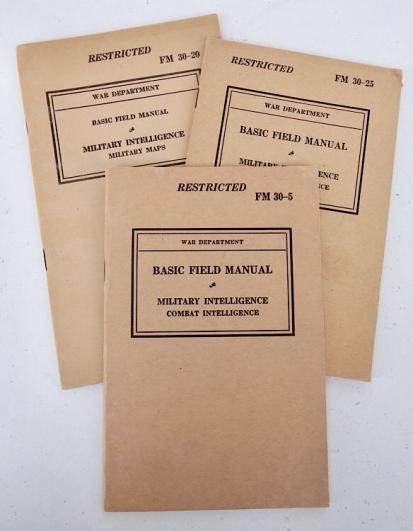 RESTRICTED
FM 30-20
WAR DEPARTMENT
BASIC FIELD MANUAL
MILITARY INTELLIGENCE
MILITARY MAPS
RESTRICTED
FM 30-25
WAR DEPARTMENT
BASIC FIELD MANUAL
RESTRICTED
FM 30-5
WAR DEPARTMENT
BASIC FIELD MANUAL
MILITARY INTELLIGENCE
COMBAT INTELLIGENCE